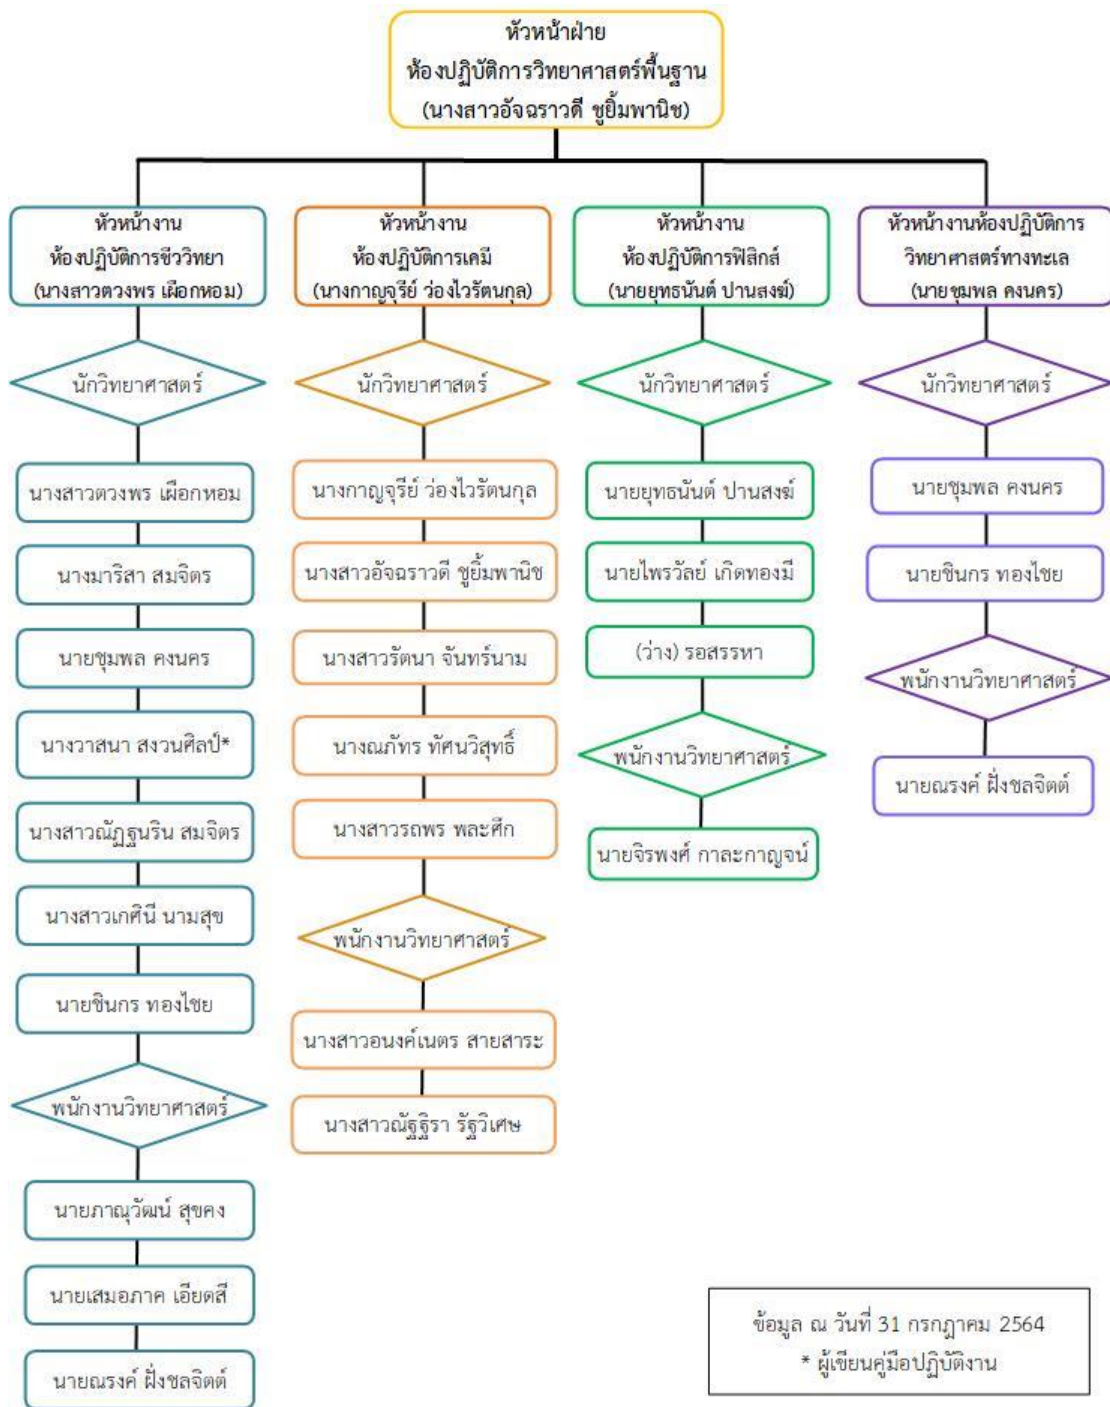 หัวหน้าฝ่าย
ห้องปฏิบัติการวิทยาศาสตร์พื้นฐาน
(นางสาวอัจฉราวดี ชูยิ้มพานิช)
หัวหน้างาน
ห้องปฏิบัติการชีววิทยา
(นางสาวตวงพร เผือกหอม)
นักวิทยาศาสตร์
นางสาวตวงพร เผือกหอม
นางมาริสา สมจิตร
นายชุมพล คงนคร
นางวาสนา สงวนศิลป์*
นางสาวณัฏฐนริน สมจิตร
นางสาวเกศินี นามสุข
นายชินกร ทองไชย
พนักงานวิทยาศาสตร์
นายภาณุวัฒน์ สุขคง
นายเสมอภาค เอียดสี
นายณรงค์ ฝั่งชลจิตต์
หัวหน้างาน
ห้องปฏิบัติการเคมี
(นางกาญจุรีย์ ว่องไวรัตนกุล)
นักวิทยาศาสตร์
นางกาญจุรีย์ ว่องไวรัตนกุล
นางสาวอัจฉราวดี ชูยิ้มพานิช
นางสาวรัตนา จันทร์นาม
นางณภัทร ทัศนวิสุทธิ์
นางสาวรถพร พละศึก
พนักงานวิทยาศาสตร์
นางสาวอนงค์เนตร สายสาระ
นางสาวณัฐฐิรา รัฐวิเศษ
หัวหน้างาน
ห้องปฏิบัติการฟิสิกส์
(นายยุทธนันต์ ปานสงฆ์)
นักวิทยาศาสตร์
นายยุทธนันต์ ปานสงฆ์
นายไพรวัลย์ เกิดทองมี
(ว่าง) รอสรรหา
พนักงานวิทยาศาสตร์
นายจิรพงศ์ กาละกาญจน์
หัวหน้างานห้องปฏิบัติการ
วิทยาศาสตร์ทางทะเล
(นายชุมพล คงนคร)
นักวิทยาศาสตร์
นายชุมพล คงนคร
นายชินกร ทองไชย
พนักงานวิทยาศาสตร์
นายณรงค์ ฝั่งชลจิตต์
ข้อมูล ณ วันที่ 31 กรกฎาคม 2564
* ผู้เขียนคู่มือปฏิบัติงาน